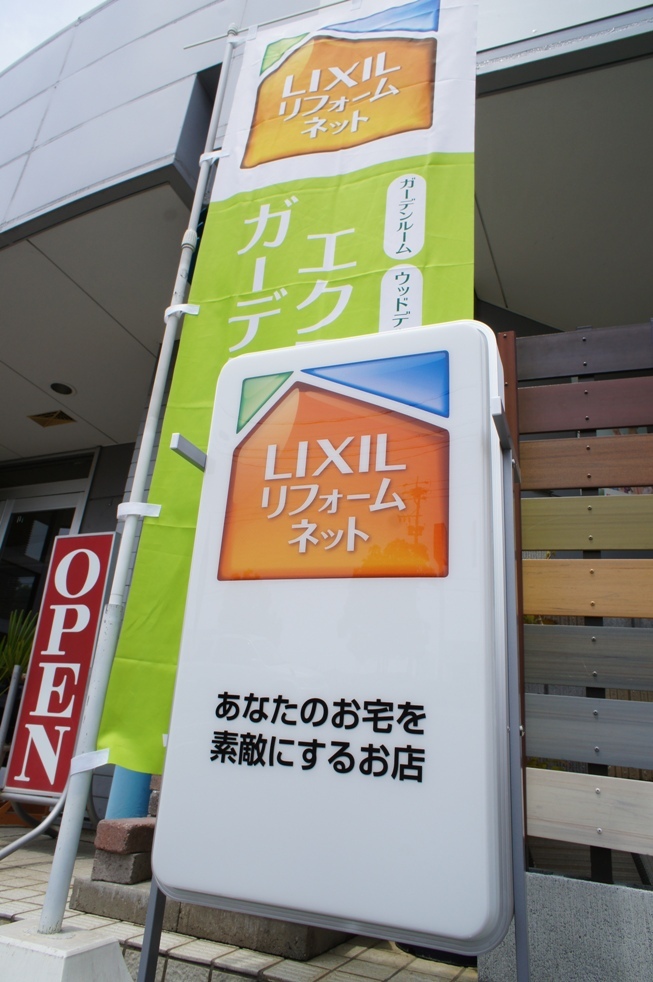 LIXIL
リフォーム
ネット
ガーデンルーム
ウッドデ
エク
ガーデ
LIXIL
リフォーム
ネット
あなたのお宅を
素敵にするお店
OPEN